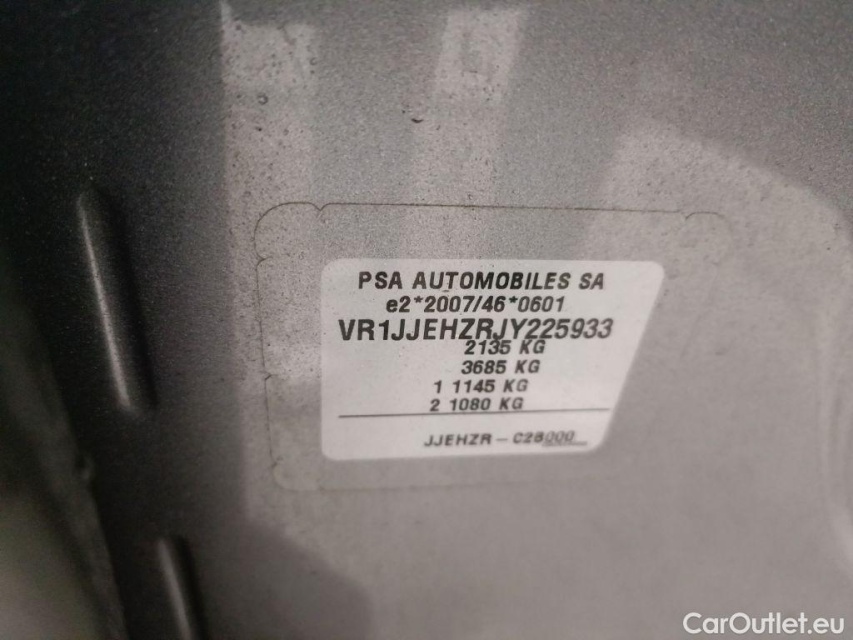 PSA AUTOMOBILES SA
e2*2007/46*0601
VR1JJEHZRJY225933
2135 KG
3685 KG
1 1145 KG
2 1080 KG
JJEHZR - C28000
CarOutlet.eu